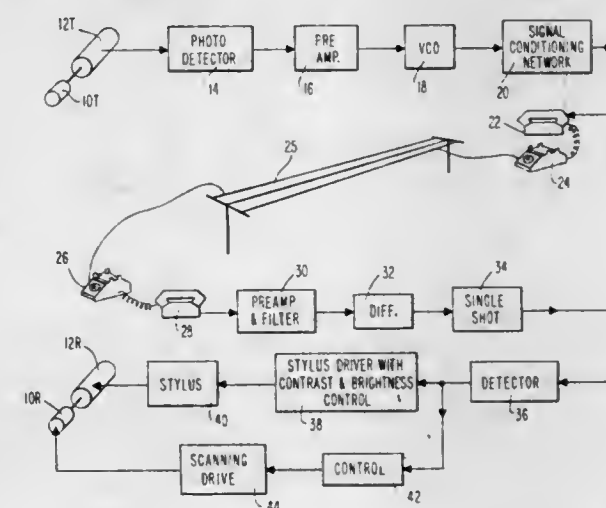 12T
10T
PHOTO
DETECTOR
14
PRE
AMP.
16
VCO
18
SIGNAL
CONDITIONING
NETWORK
20
22
24
25
26
28
PREAMP
& FILTER
30
DIFF.
32
SINGLE
SHOT
34
12R
10R
STYLUS
40
STYLUS DRIVER WITH
CONTRAST & BRIGHTNESS
CONTROL
38
DETECTOR
36
SCANNING
DRIVE
44
CONTROL
42